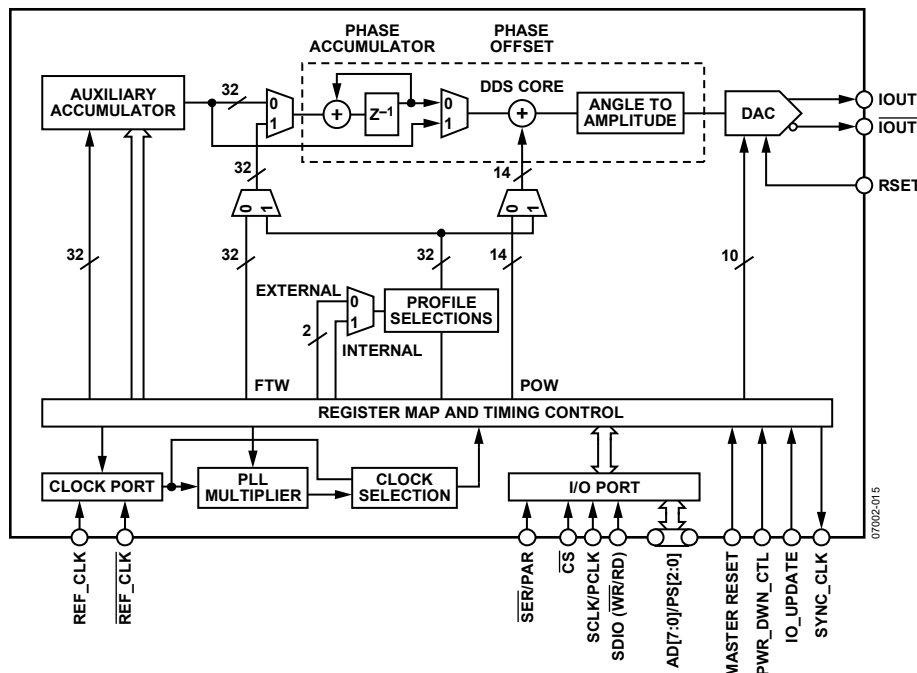 PHASE
ACCUMULATOR
PHASE
OFFSET
AUXILIARY
ACCUMULATOR
32
0
1
+
Z–1
0
1
DDS CORE
+
ANGLE TO
AMPLITUDE
DAC
IOUT
IOUT
RSET
32
14
0
1
0
1
32
32
32
14
10
EXTERNAL
0
1
PROFILE
SELECTIONS
2
INTERNAL
FTW
POW
REGISTER MAP AND TIMING CONTROL
CLOCK PORT
PLL
MULTIPLIER
CLOCK
SELECTION
I/O PORT
REF_CLK
REF_CLK
SER/PAR
CS
SCLK/PCLK
SDIO (WR/RD)
AD[7:0]/PS[2:0]
MASTER RESET
PWR_DWN_CTL
IO_UPDATE
SYNC_CLK
07002-015